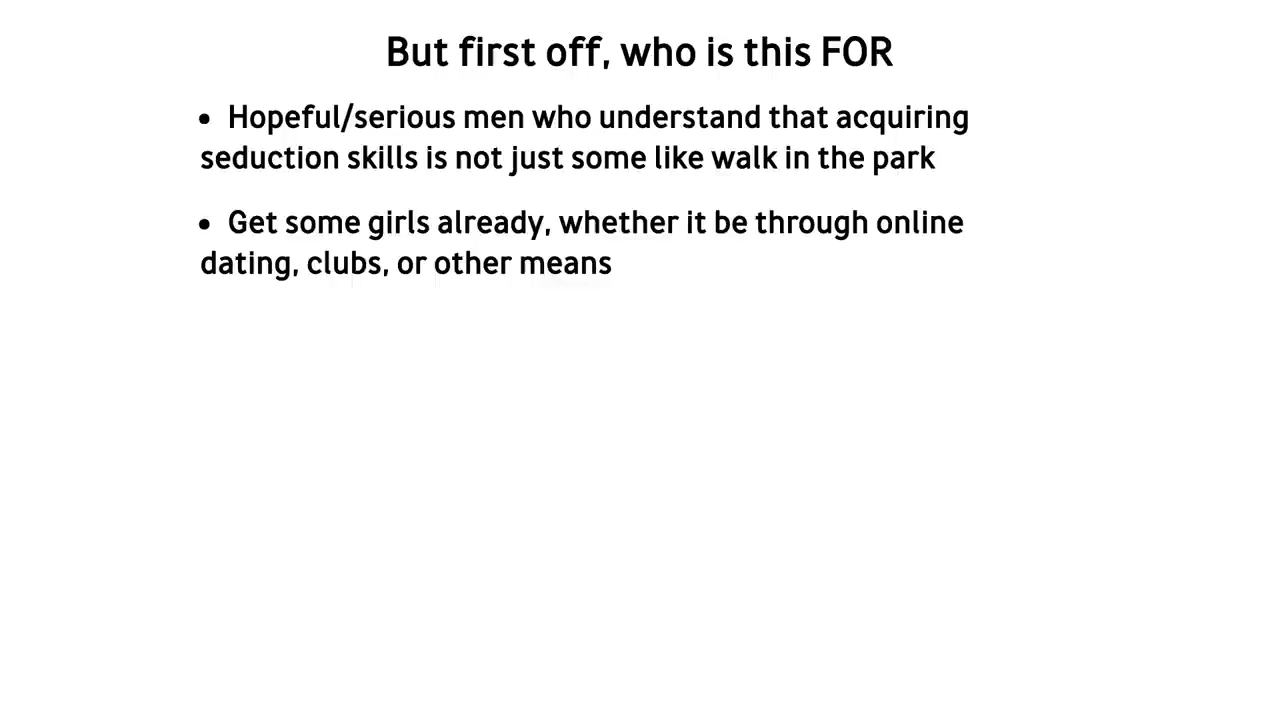 But first off, who is this FOR
• Hopeful/serious men who understand that acquiring
seduction skills is not just some like walk in the park
• Get some girls already, whether it be through online
dating, clubs, or other means